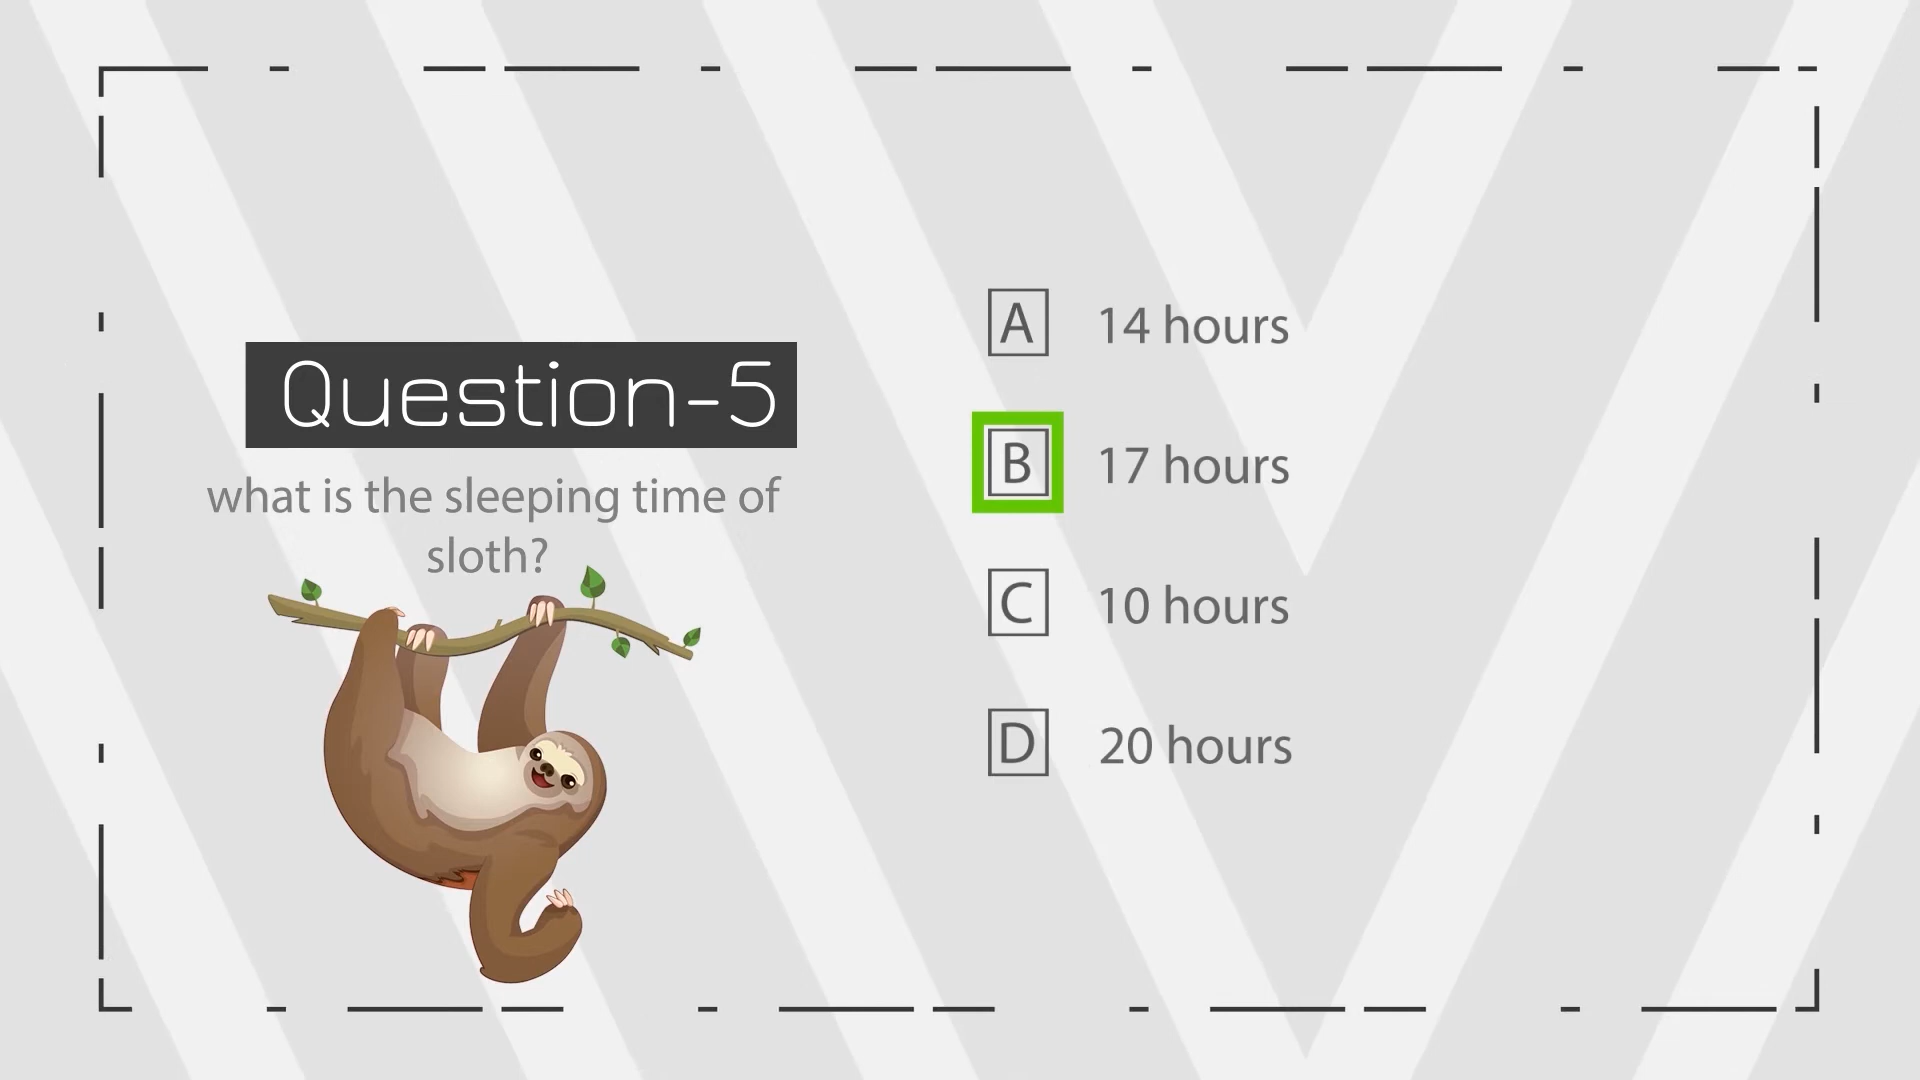 Question-5
what is the sleeping time of
sloth?
A 14 hours
B 17 hours
C 10 hours
D 20 hours